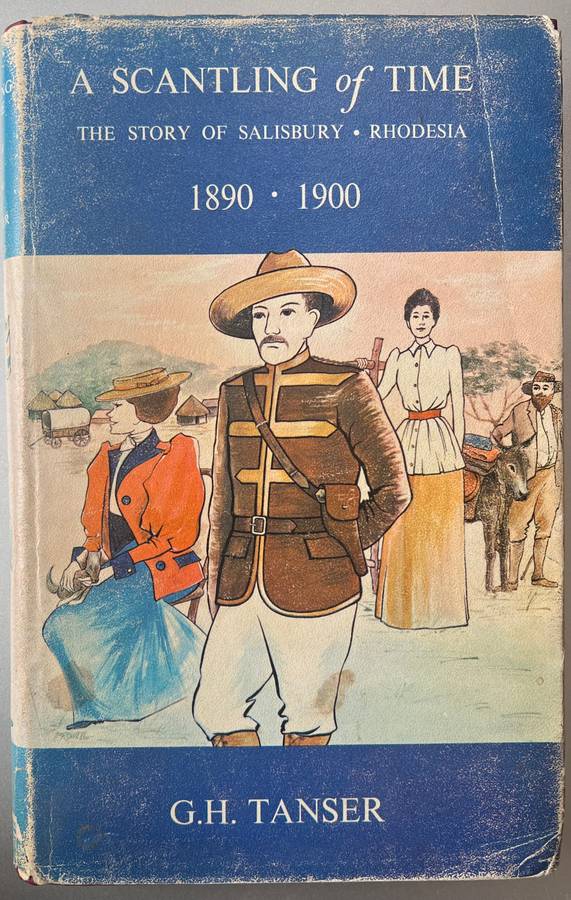 A SCANTLING of TIME
THE STORY OF SALISBURY • RHODESIA
1890 • 1900
G.H. TANSER